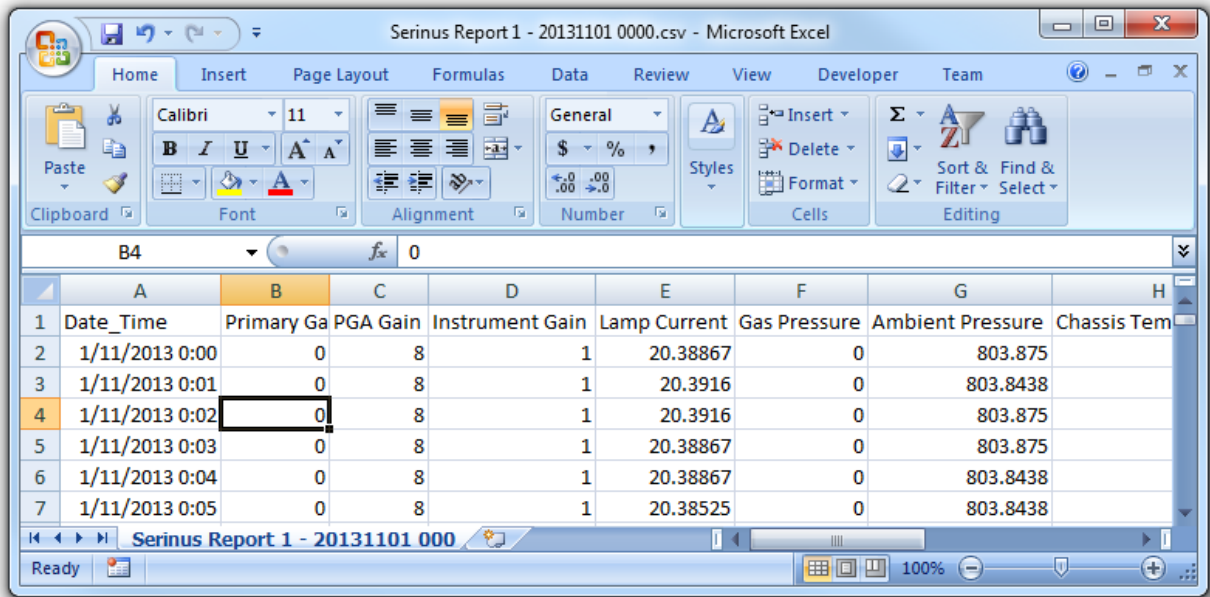 Serinus Report 1 - 20131101 0000.csv - Microsoft Excel
Home Insert Page Layout Formulas Data Review View Developer Team
Calibri 11 General Insert Σ
B I U A A $ % , Delete
Paste Styles Sort & Find &
A .0 .00 .00 .0 Format Filter Select
Clipboard Font Alignment Number Cells Editing
B4 fx 0
A B C D E F G H
1 Date_Time Primary Ga PGA Gain Instrument Gain Lamp Current Gas Pressure Ambient Pressure Chassis Tem
2 1/11/2013 0:00 0 8 1 20.38867 0 803.875
3 1/11/2013 0:01 0 8 1 20.3916 0 803.8438
4 1/11/2013 0:02 0 8 1 20.3916 0 803.875
5 1/11/2013 0:03 0 8 1 20.38867 0 803.875
6 1/11/2013 0:04 0 8 1 20.38867 0 803.8438
7 1/11/2013 0:05 0 8 1 20.38525 0 803.8438
Serinus Report 1 - 20131101 000
Ready 100%